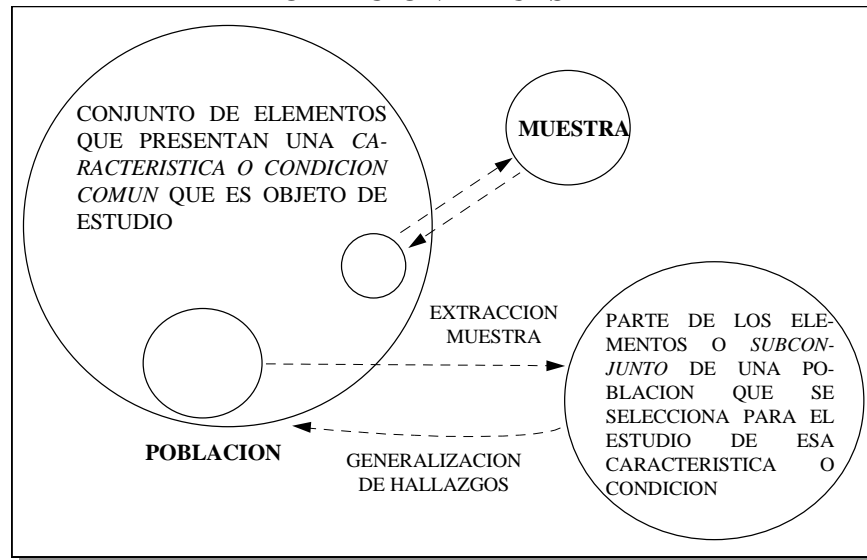 CONJUNTO DE ELEMENTOS
QUE PRESENTAN UNA CA-
RACTERISTICA O CONDICION
COMUN QUE ES OBJETO DE
ESTUDIO
MUESTRA
EXTRACCION
MUESTRA
PARTE DE LOS ELE-
MENTOS O SUBCON-
JUNTO DE UNA PO-
BLACION QUE SE
SELECCIONA PARA EL
ESTUDIO DE ESA
CARACTERISTICA O
CONDICION
POBLACION
GENERALIZACION
DE HALLAZGOS